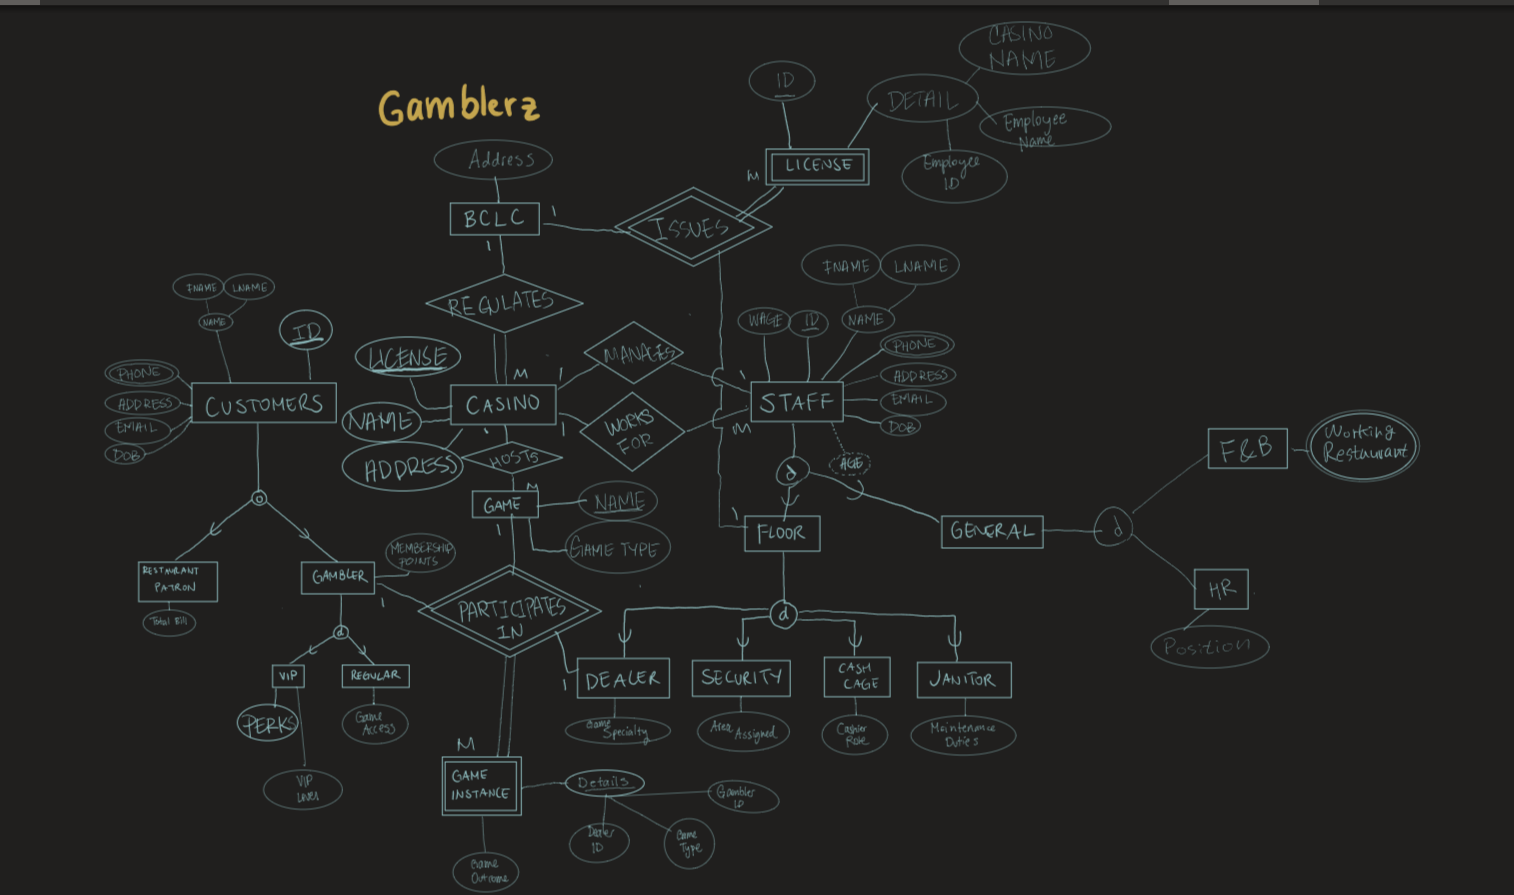 Gamblerz
CASINO
NAME
ID
DETAIL
Employee
Name
Address
LICENSE
M
Employee
ID
BCLC
1
ISSUES
1
FNAME
LNAME
REGULATES
FNAME
LNAME
NAME
ID
WAGE
ID
NAME
PHONE
LICENSE
MANAGES
PHONE
ADDRESS
M
1
1
CUSTOMERS
CASINO
STAFF
ADDRESS
EMAIL
EMAIL
NAME
WORKS
FOR
1
M
DOB
DOB
ADDRESS
HOSTS
1
AGE
d
F&B
Working
Restaurant
M
GAME
NAME
o
1
GAME TYPE
1
FLOOR
GENERAL
d
MEMBERSHIP
POINTS
RESTAURANT
PATRON
GAMBLER
1
HR
PARTICIPATES
IN
d
Total Bill
d
Position
VIP
REGULAR
1
DEALER
SECURITY
CASH
CAGE
JANITOR
PERKS
Game
Access
Game
Specialty
Area
Assigned
Cashier
Role
Maintenance
Duties
M
VIP
Level
GAME
INSTANCE
Details
Gambler
ID
Dealer
ID
Game
Type
Game
Outcome